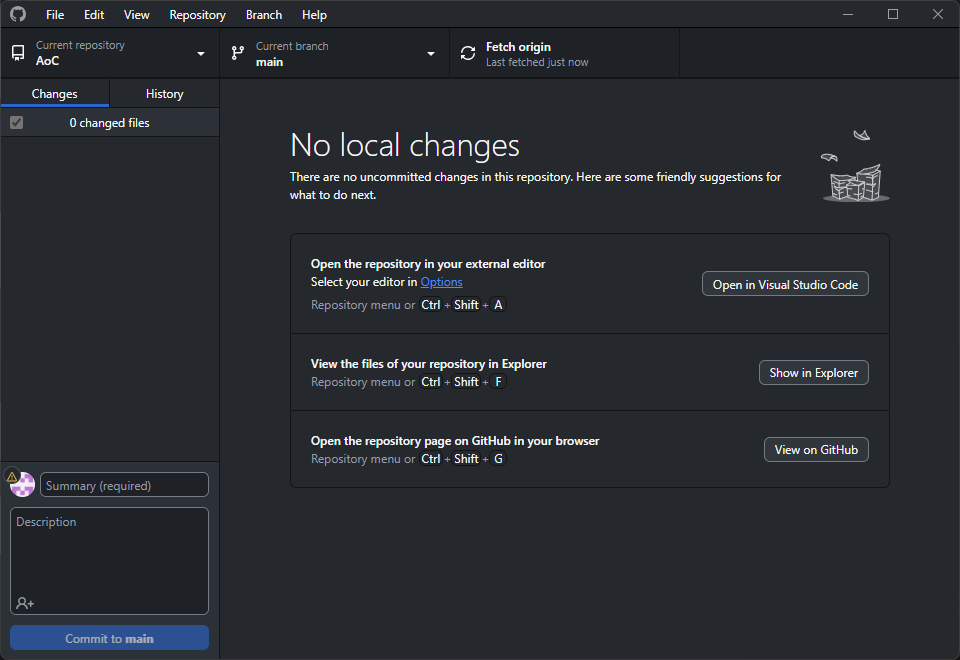 File Edit View Repository Branch Help
Current repository
AoC
Current branch
main
Fetch origin
Last fetched just now
Changes
History
0 changed files
No local changes
There are no uncommitted changes in this repository. Here are some friendly suggestions for
what to do next.
Open the repository in your external editor
Select your editor in Options
Repository menu or Ctrl + Shift + A
Open in Visual Studio Code
View the files of your repository in Explorer
Repository menu or Ctrl + Shift + F
Show in Explorer
Open the repository page on GitHub in your browser
Repository menu or Ctrl + Shift + G
View on GitHub
Summary (required)
Description
Commit to main